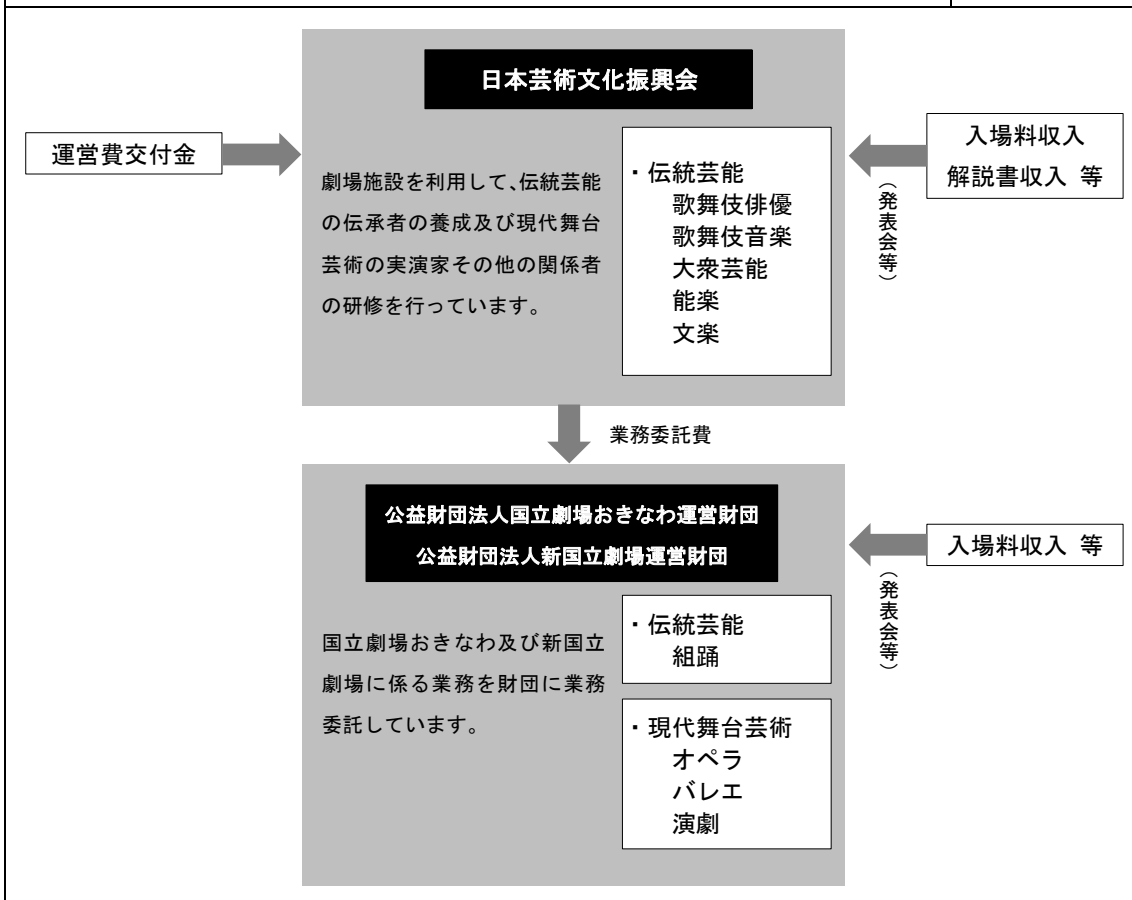 日本芸術文化振興会
運営費交付金
劇場施設を利用して、伝統芸能
の伝承者の養成及び現代舞台
芸術の実演家その他の関係者
の研修を行っています。
・伝統芸能
歌舞伎俳優
歌舞伎音楽
大衆芸能
能楽
文楽
入場料収入
解説書収入 等
（発表会等）
業務委託費
公益財団法人国立劇場おきなわ運営財団
公益財団法人新国立劇場運営財団
国立劇場おきなわ及び新国立
劇場に係る業務を財団に業務
委託しています。
・伝統芸能
組踊
・現代舞台芸術
オペラ
バレエ
演劇
入場料収入 等
（発表会等）